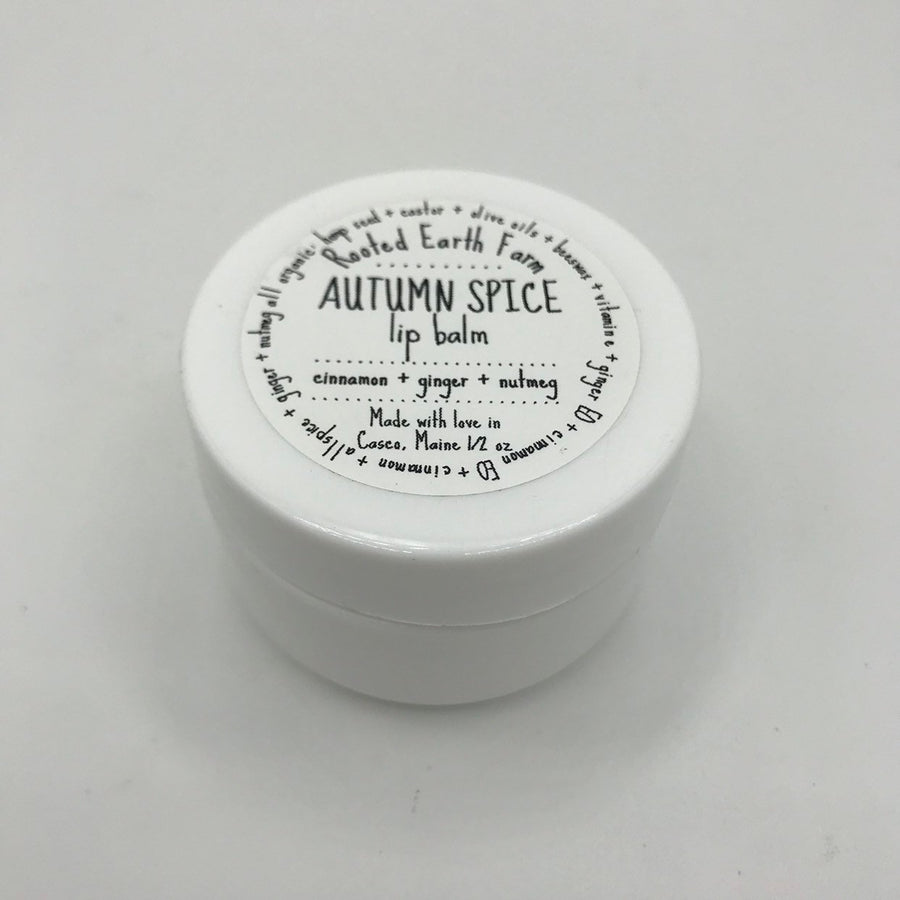 Rooted Earth Farm
AUTUMN SPICE
lip balm
cinnamon + ginger + nutmeg
Made with love in
Casco, Maine 1/2 oz
all organic: hemp seed + castor + olive oils + beeswax + vitamin e + ginger EO + cinnamon EO + cinnamon + allspice + ginger + nutmeg